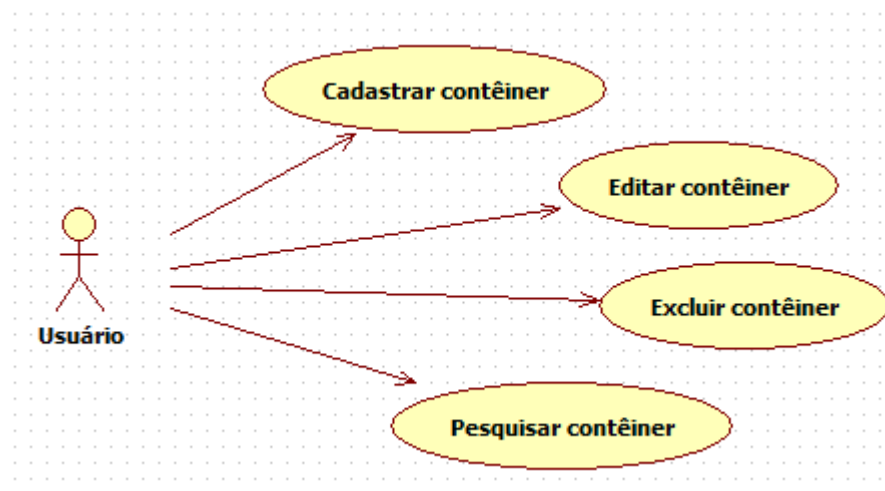 Cadastrar contêiner
Editar contêiner
Excluir contêiner
Usuário
Pesquisar contêiner